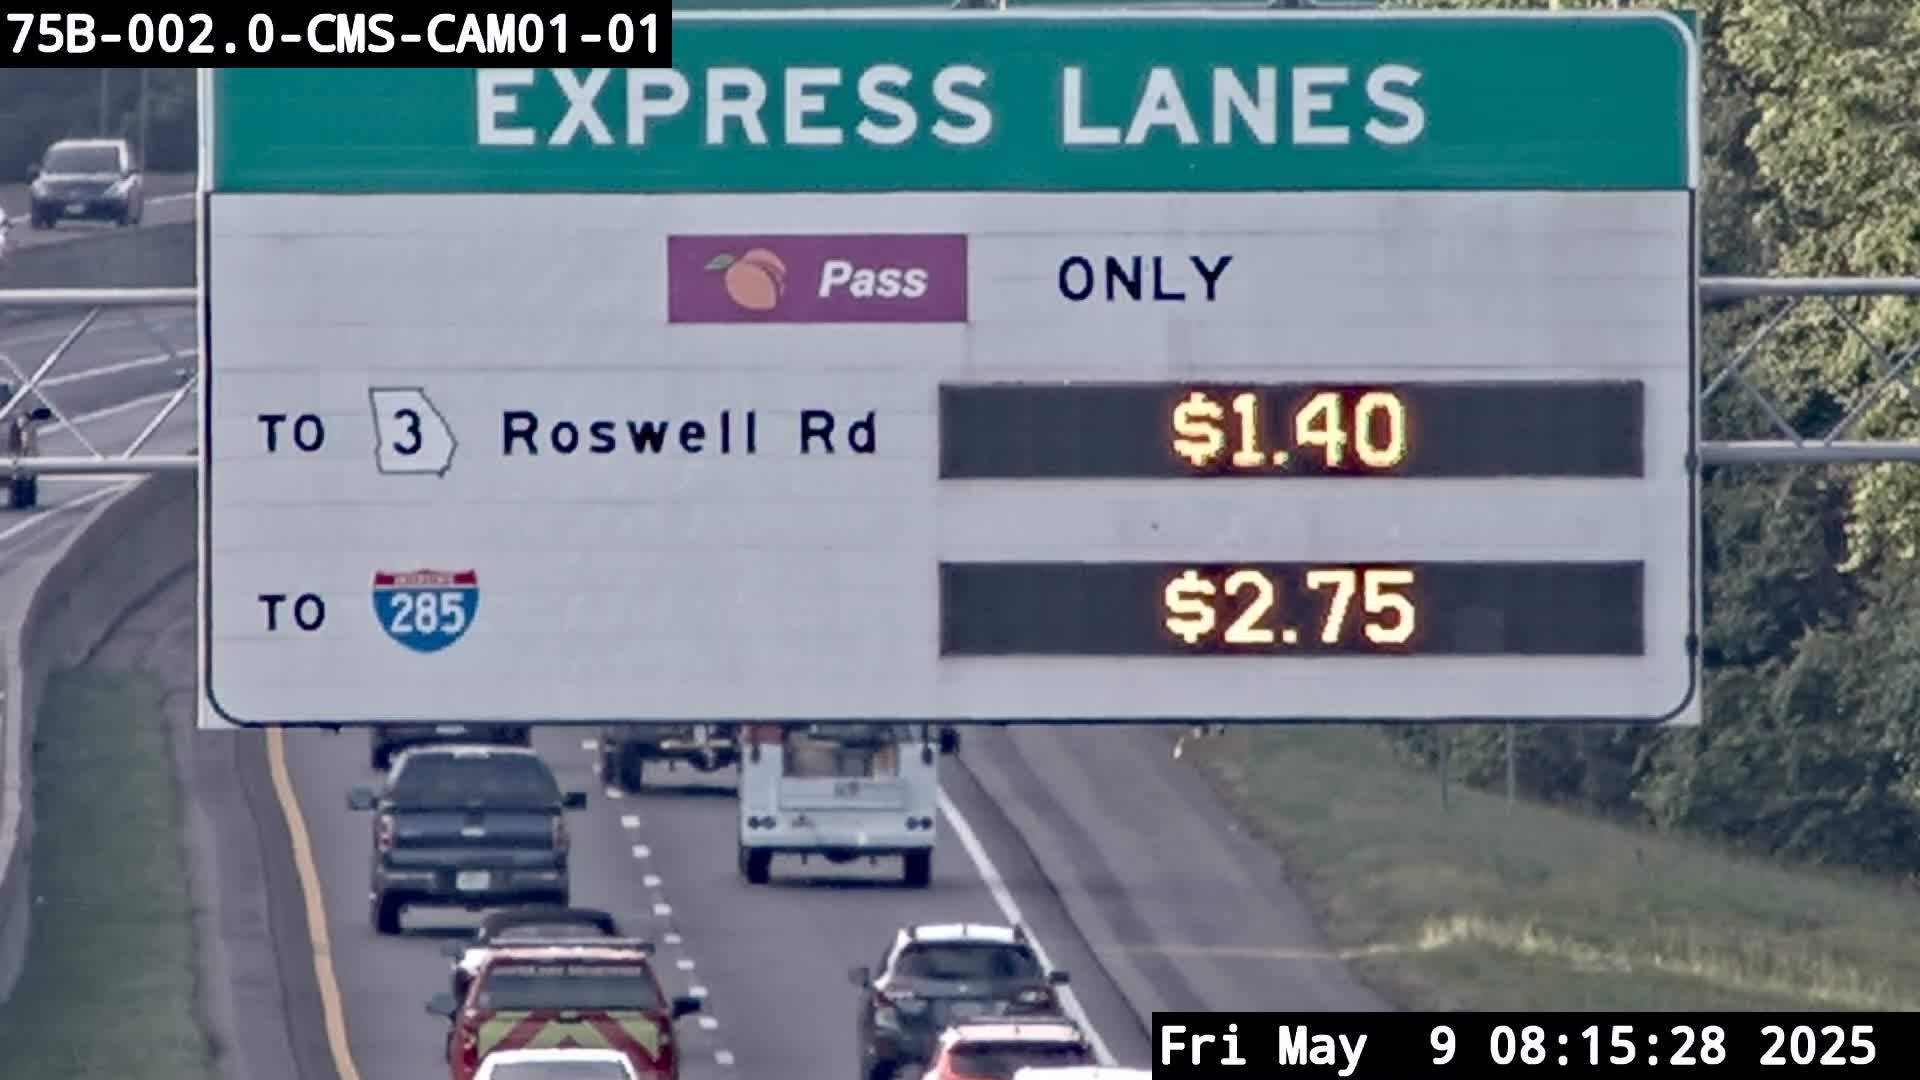 75B-002.0-CMS-CAM01-01
EXPRESS LANES
Pass ONLY
TO 3 Roswell Rd $1.40
TO 285 $2.75
Fri May 9 08:15:28 2025